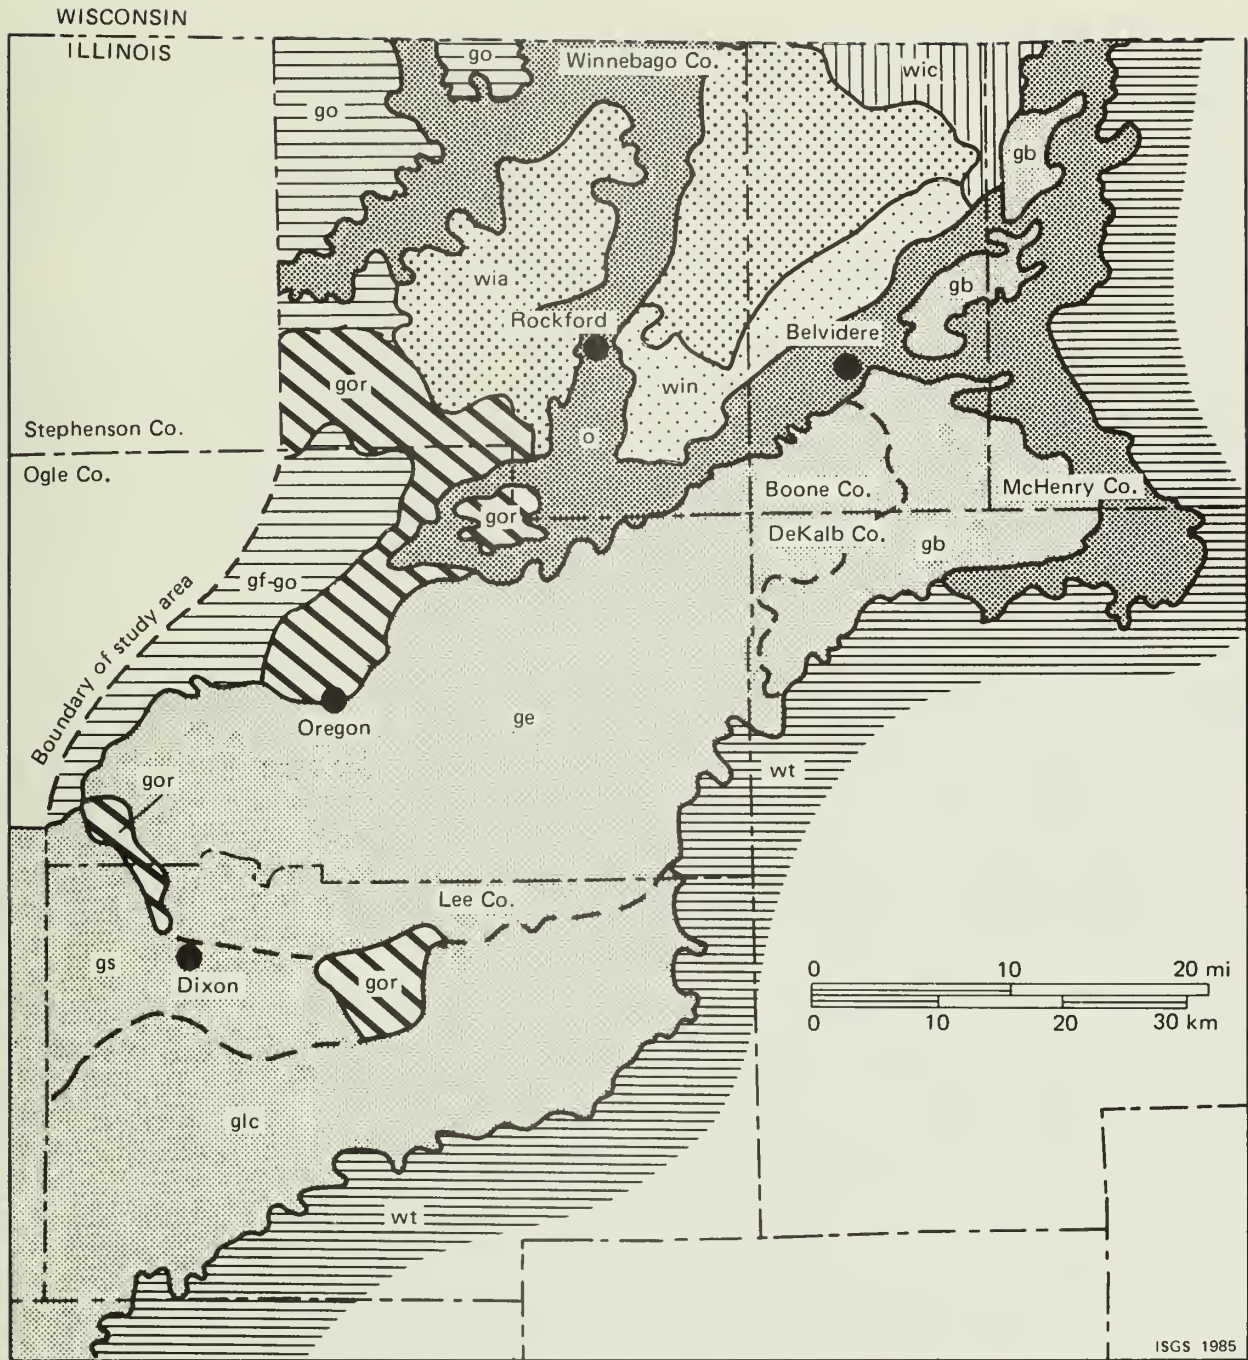 WISCONSIN
ILLINOIS
go
Winnebago Co.
wic
go
gb
wia
gb
Rockford
Belvidere
gor
win
Stephenson Co.
o
Ogle Co.
Boone Co.
McHenry Co.
gor
DeKalb Co.
gb
gf-go
Boundary of study area
Oregon
ge
wt
gor
Lee Co.
gs
Dixon
gor
0 10 20 mi
0 10 20 30 km
glc
wt
ISGS 1985